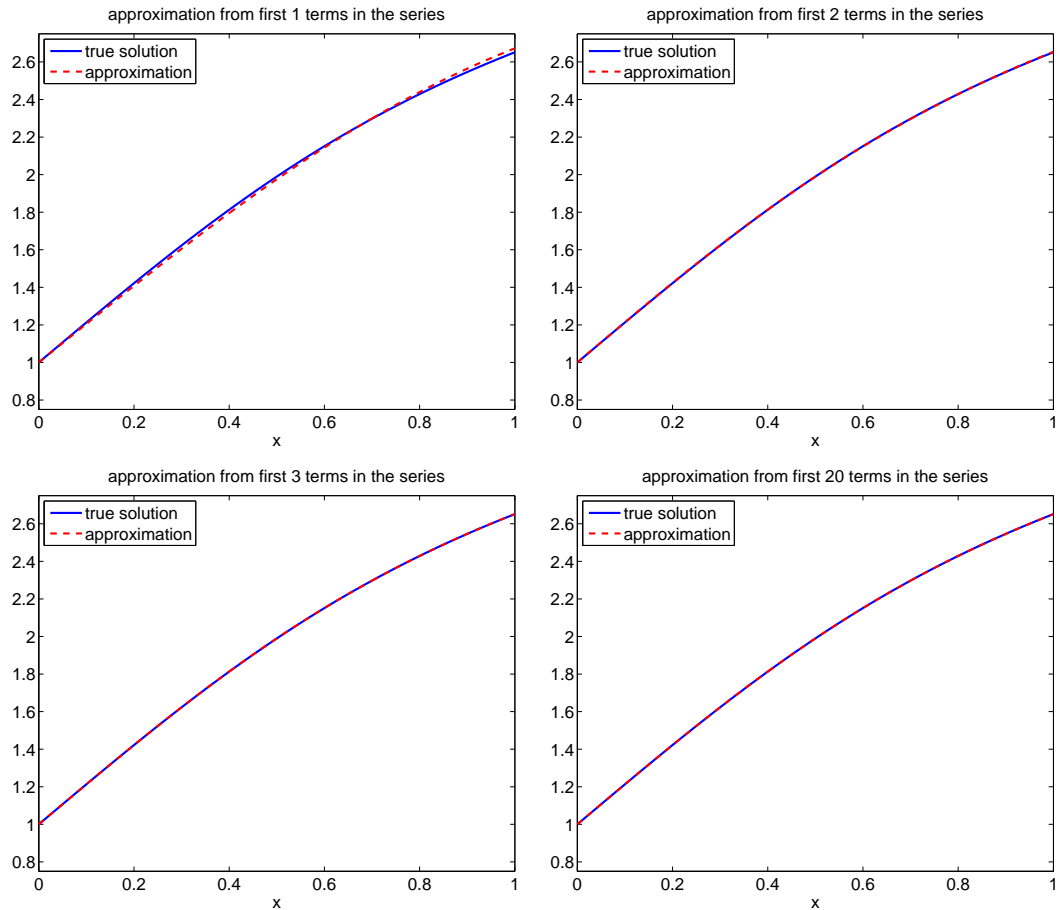 approximation from first 1 terms in the series
true solution
approximation
2.6
2.4
2.2
2
1.8
1.6
1.4
1.2
1
0.8
0 0.2 0.4 0.6 0.8 1
x
approximation from first 2 terms in the series
true solution
approximation
2.6
2.4
2.2
2
1.8
1.6
1.4
1.2
1
0.8
0 0.2 0.4 0.6 0.8 1
x
approximation from first 3 terms in the series
true solution
approximation
2.6
2.4
2.2
2
1.8
1.6
1.4
1.2
1
0.8
0 0.2 0.4 0.6 0.8 1
x
approximation from first 20 terms in the series
true solution
approximation
2.6
2.4
2.2
2
1.8
1.6
1.4
1.2
1
0.8
0 0.2 0.4 0.6 0.8 1
x